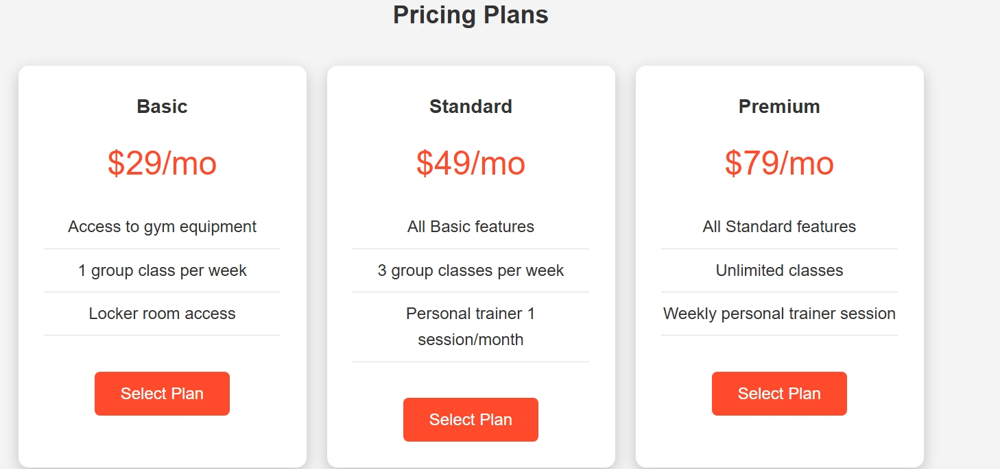 Pricing Plans
Basic
$29/mo
Access to gym equipment
1 group class per week
Locker room access
Select Plan
Standard
$49/mo
All Basic features
3 group classes per week
Personal trainer 1
session/month
Select Plan
Premium
$79/mo
All Standard features
Unlimited classes
Weekly personal trainer session
Select Plan